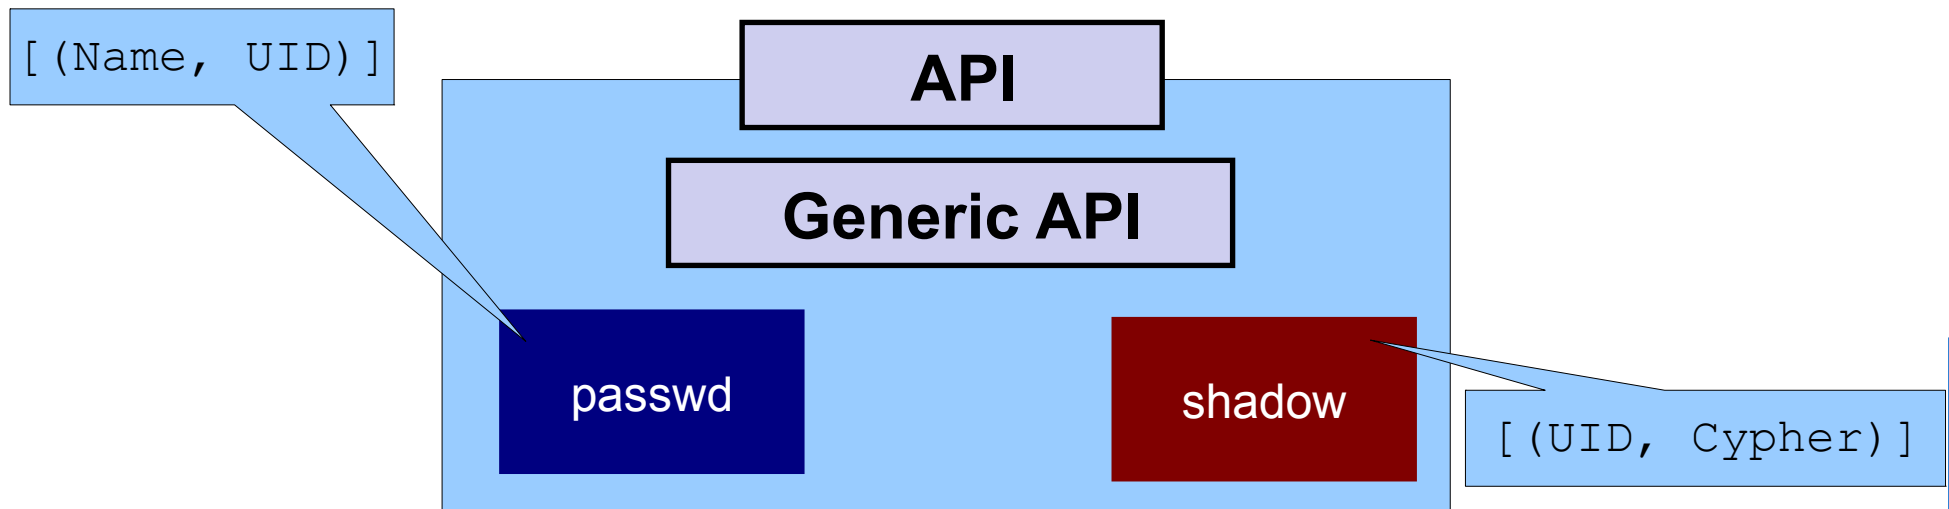 [(Name, UID)]
API
Generic API
passwd
shadow
[(UID, Cypher)]